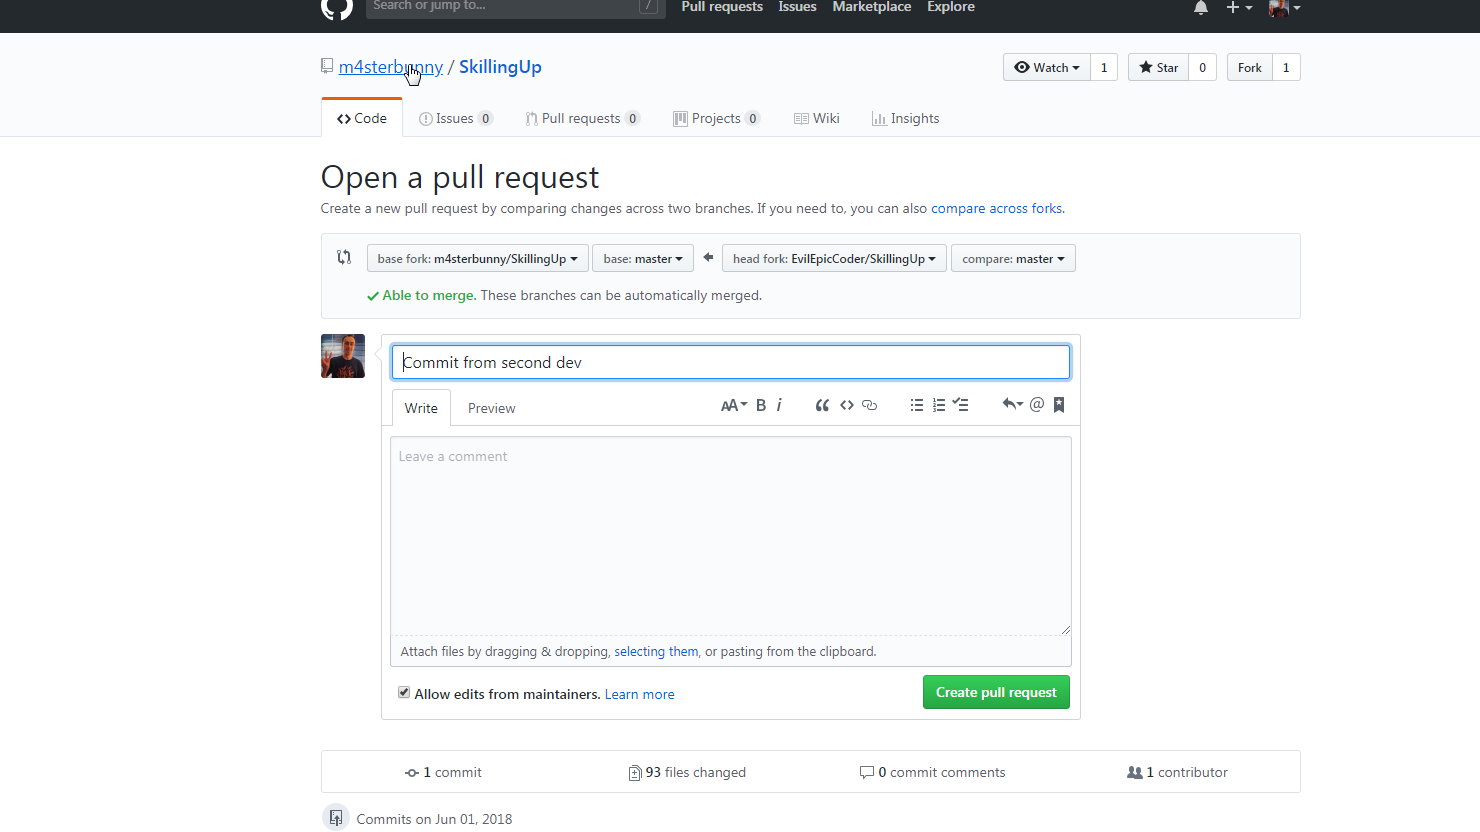 Search or jump to... / Pull requests Issues Marketplace Explore
m4sterbunny / SkillingUp Watch 1 Star 0 Fork 1
Code Issues 0 Pull requests 0 Projects 0 Wiki Insights
Open a pull request
Create a new pull request by comparing changes across two branches. If you need to, you can also compare across forks.
base fork: m4sterbunny/SkillingUp base: master head fork: EvilEpicCoder/SkillingUp compare: master
Able to merge. These branches can be automatically merged.
Commit from second dev
Write Preview AA B i
Leave a comment
Attach files by dragging & dropping, selecting them, or pasting from the clipboard.
Allow edits from maintainers. Learn more Create pull request
1 commit 93 files changed 0 commit comments 1 contributor
Commits on Jun 01, 2018